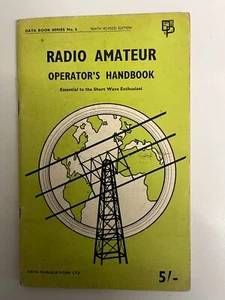 DATA BOOK SERIES No. 6 TENTH REVISED EDITION
RADIO AMATEUR
OPERATOR'S HANDBOOK
Essential to the Short Wave Enthusiast
DATA PUBLICATIONS LTD
5/-